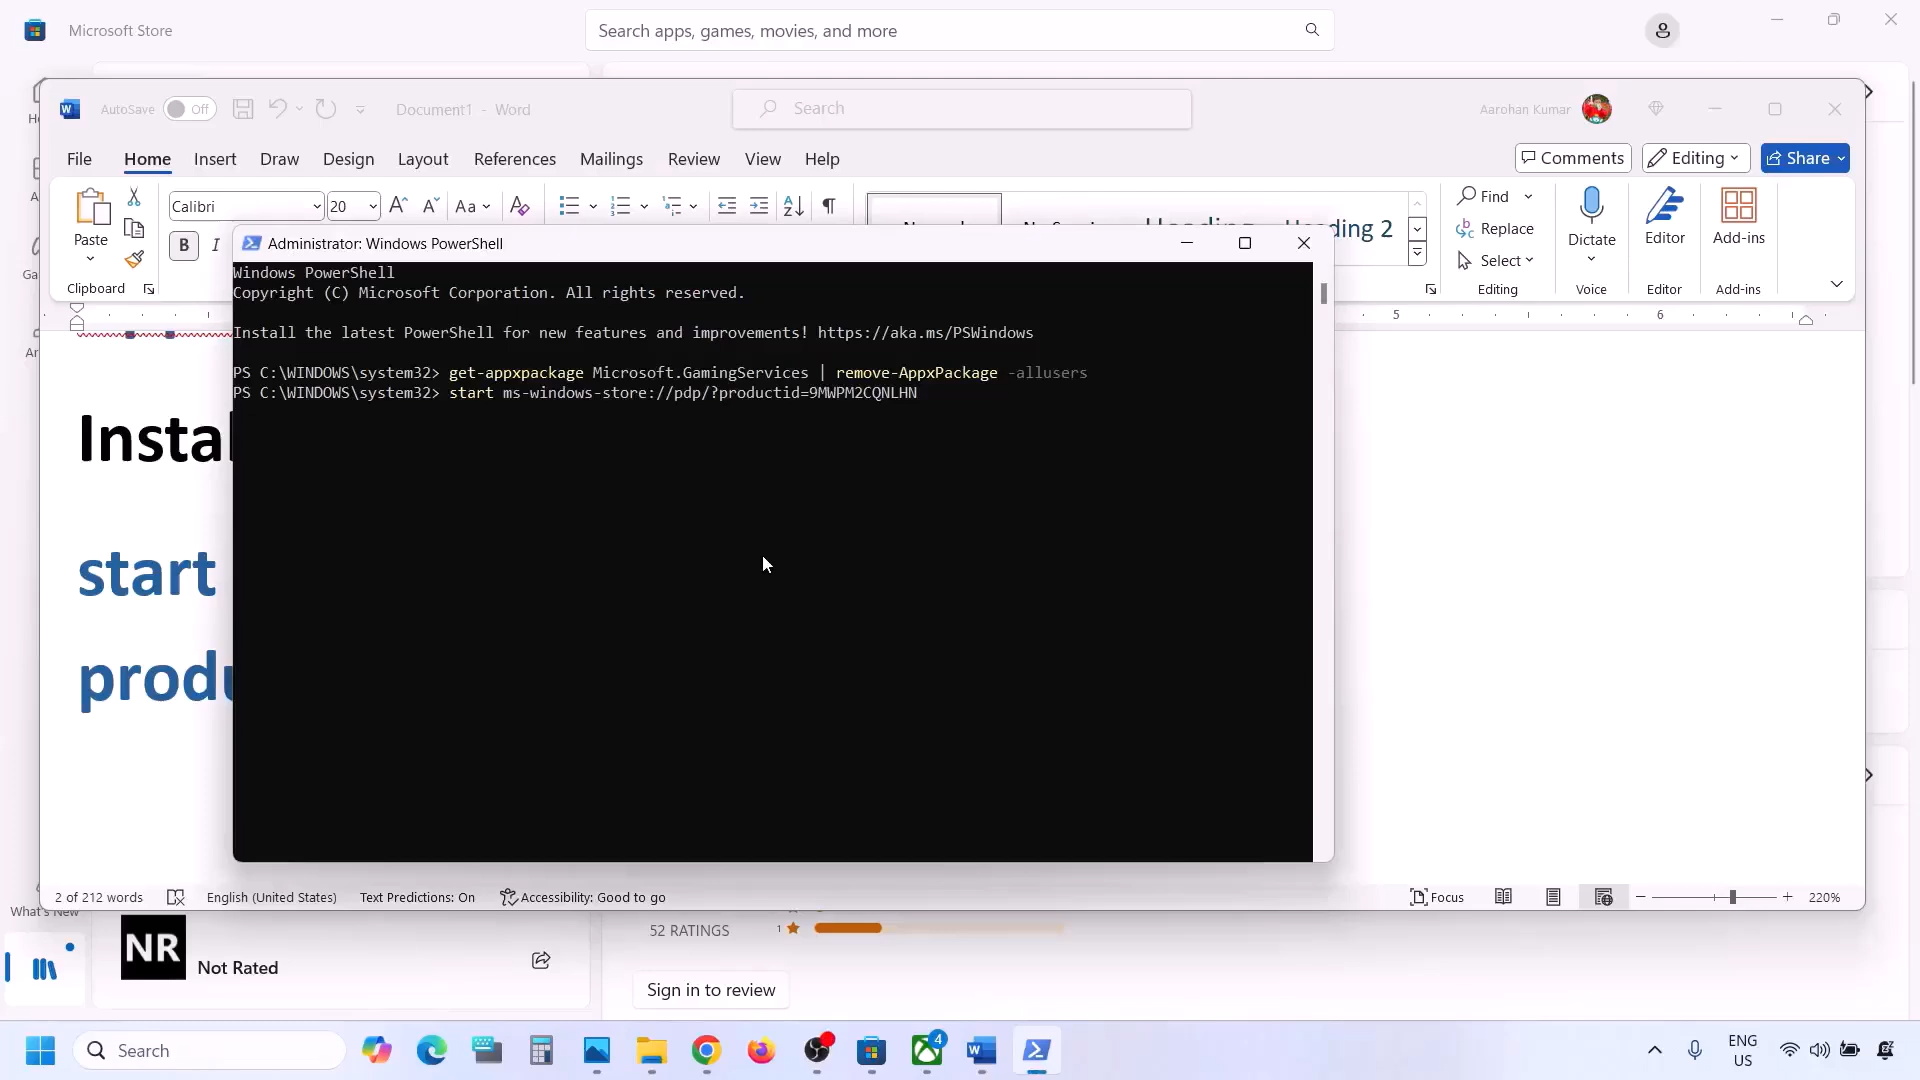 Microsoft Store
Search apps, games, movies, and more
AutoSave Off
Document1 - Word
Search
Aarohan Kumar
File Home Insert Draw Design Layout References Mailings Review View Help
Comments Editing Share
Paste
Clipboard
Calibri 20
Aa
B I
Heading 2
Find
Replace
Select
Editing
Dictate
Voice
Editor
Editor
Add-ins
Add-ins
5 6
Administrator: Windows PowerShell
Windows PowerShell
Copyright (C) Microsoft Corporation. All rights reserved.
Install the latest PowerShell for new features and improvements! https://aka.ms/PSWindows
PS C:\WINDOWS\system32> get-appxpackage Microsoft.GamingServices | remove-AppxPackage -allusers
PS C:\WINDOWS\system32> start ms-windows-store://pdp/?productid=9MWPM2CQNLHN
Instal
start
produ
2 of 212 words English (United States) Text Predictions: On Accessibility: Good to go Focus 220%
What's New
NR Not Rated
52 RATINGS
1
Sign in to review
Search
4
ENG
US